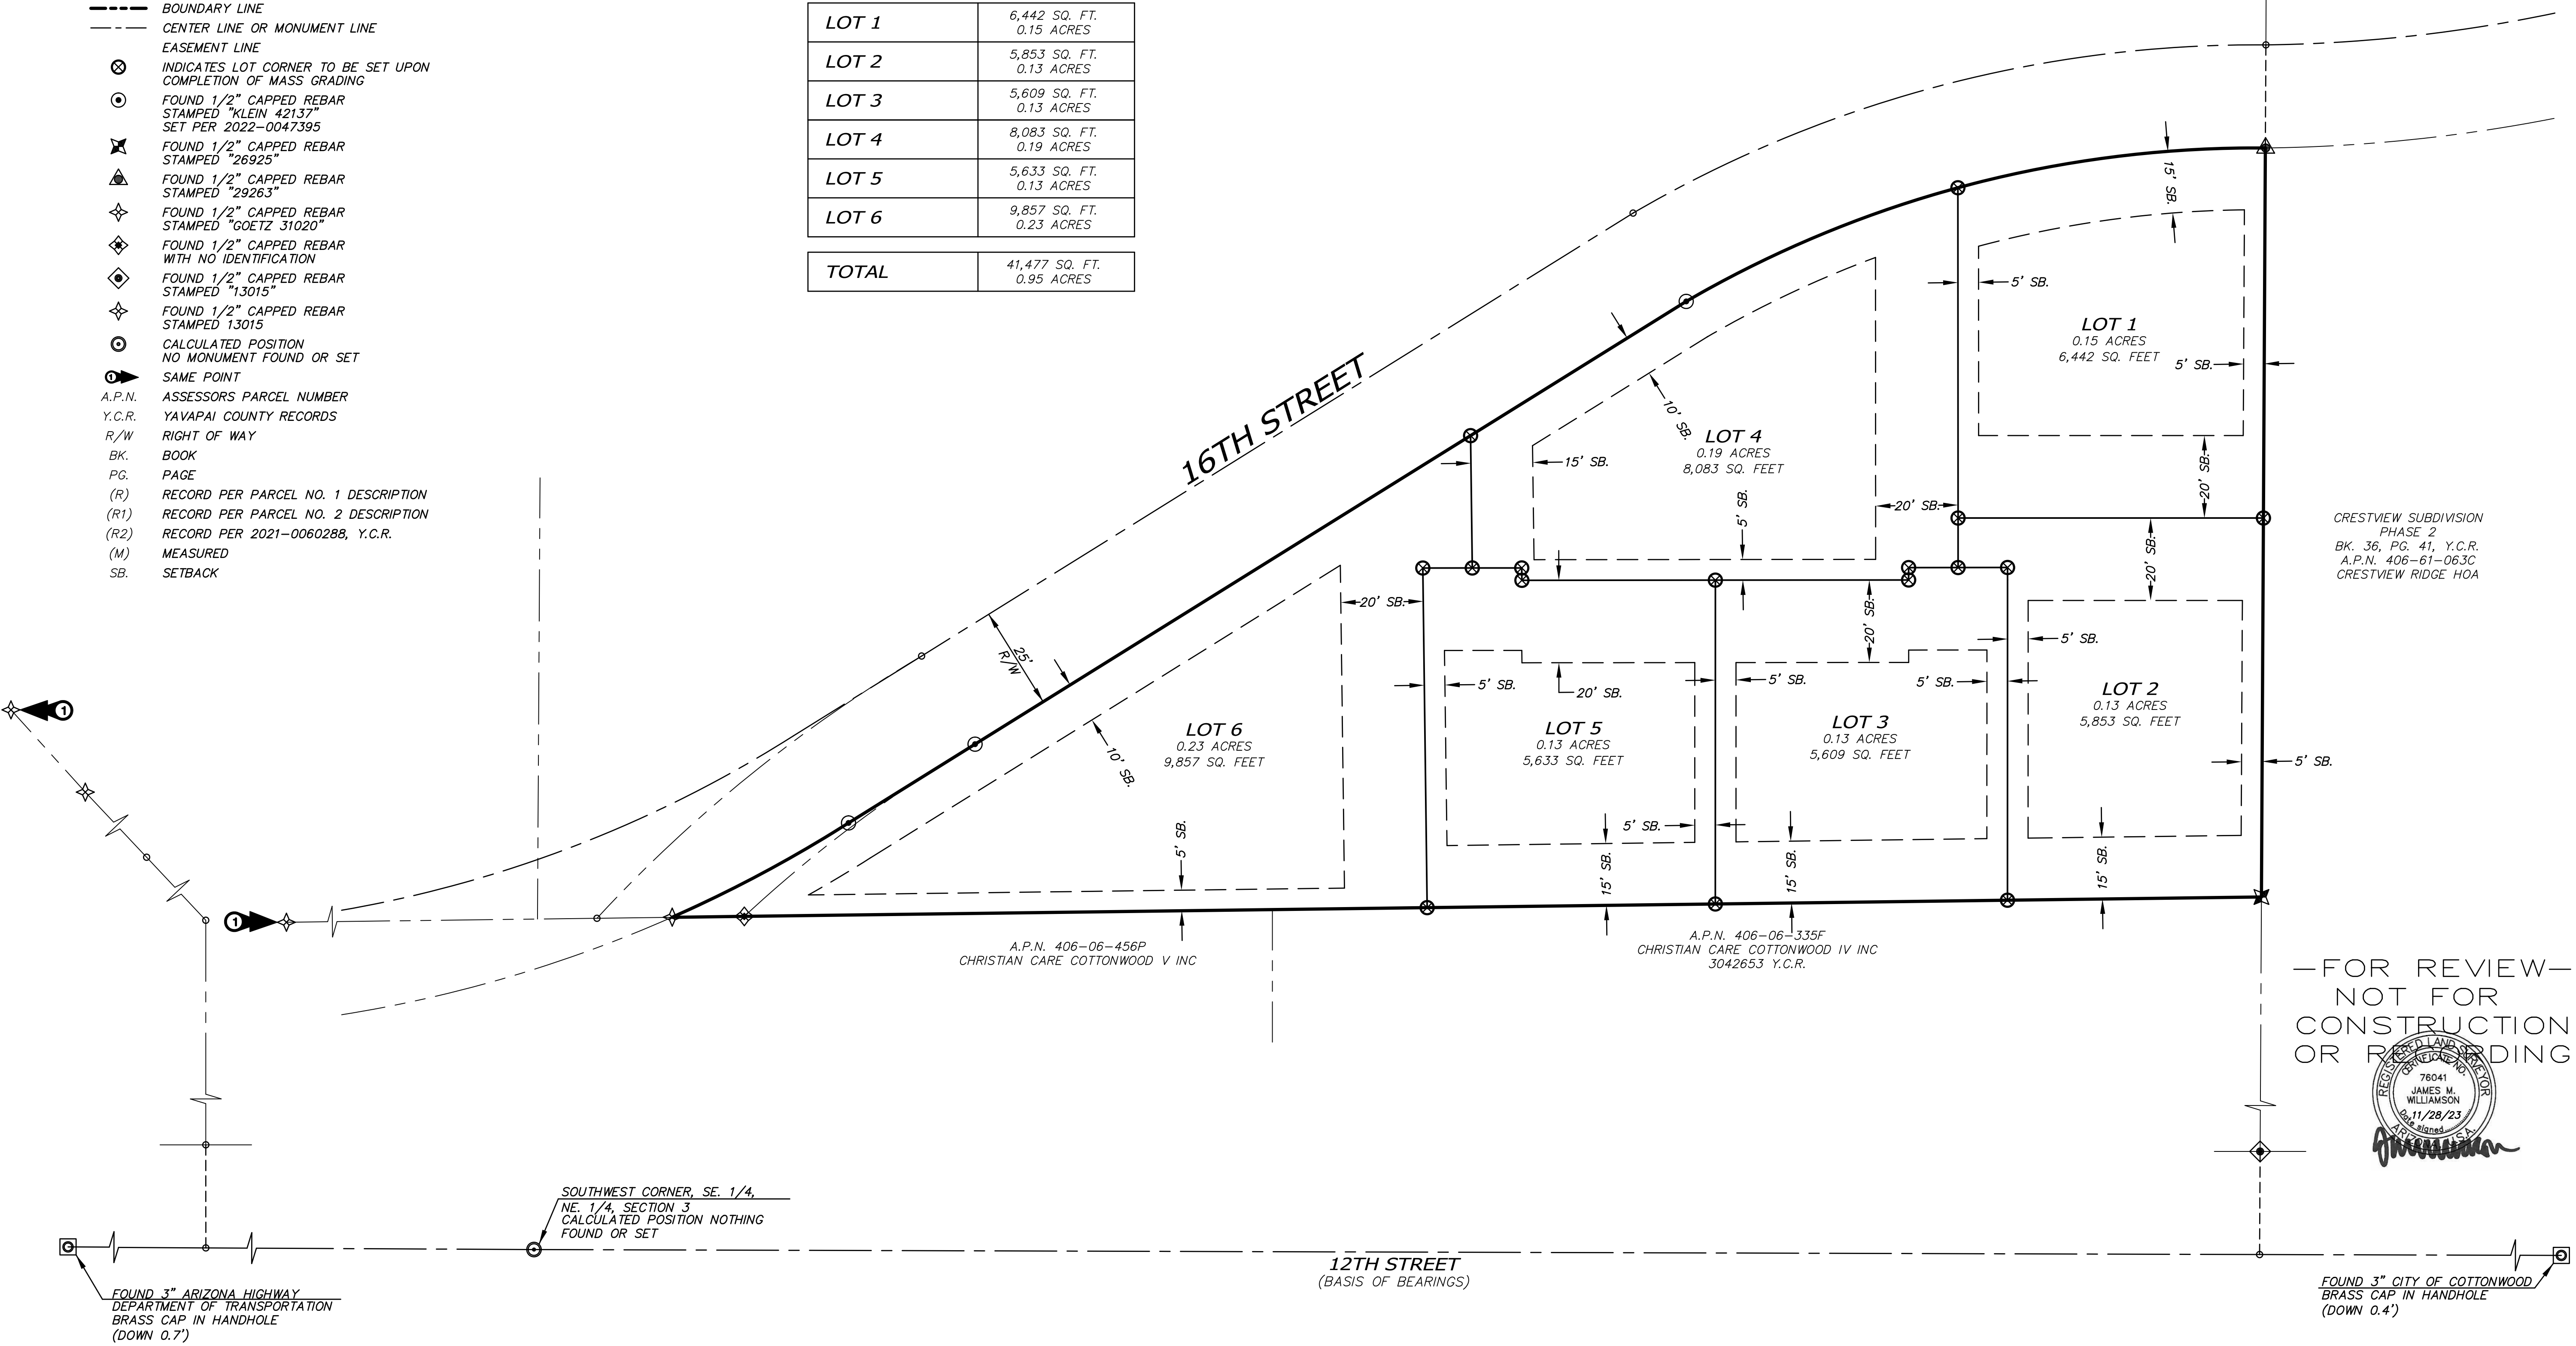 BOUNDARY LINE
CENTER LINE OR MONUMENT LINE
EASEMENT LINE
INDICATES LOT CORNER TO BE SET UPON
COMPLETION OF MASS GRADING
FOUND 1/2" CAPPED REBAR
STAMPED "KLEIN 42137"
SET PER 2022-0047395
FOUND 1/2" CAPPED REBAR
STAMPED "26925"
FOUND 1/2" CAPPED REBAR
STAMPED "29263"
FOUND 1/2" CAPPED REBAR
STAMPED "GOETZ 31020"
FOUND 1/2" CAPPED REBAR
WITH NO IDENTIFICATION
FOUND 1/2" CAPPED REBAR
STAMPED "13015"
FOUND 1/2" CAPPED REBAR
STAMPED 13015
CALCULATED POSITION
NO MONUMENT FOUND OR SET
1 SAME POINT
A.P.N. ASSESSORS PARCEL NUMBER
Y.C.R. YAVAPAI COUNTY RECORDS
R/W RIGHT OF WAY
BK. BOOK
PG. PAGE
(R) RECORD PER PARCEL NO. 1 DESCRIPTION
(R1) RECORD PER PARCEL NO. 2 DESCRIPTION
(R2) RECORD PER 2021-0060288, Y.C.R.
(M) MEASURED
SB. SETBACK
LOT 1
6,442 SQ. FT.
0.15 ACRES
LOT 2
5,853 SQ. FT.
0.13 ACRES
LOT 3
5,609 SQ. FT.
0.13 ACRES
LOT 4
8,083 SQ. FT.
0.19 ACRES
LOT 5
5,633 SQ. FT.
0.13 ACRES
LOT 6
9,857 SQ. FT.
0.23 ACRES
TOTAL
41,477 SQ. FT.
0.95 ACRES
16TH STREET
25'
R/W
15' SB.
5' SB.
LOT 1
0.15 ACRES
6,442 SQ. FEET
5' SB.
20' SB.
10' SB.
LOT 4
0.19 ACRES
8,083 SQ. FEET
15' SB.
5' SB.
20' SB.
20' SB.
5' SB.
LOT 2
0.13 ACRES
5,853 SQ. FEET
5' SB.
15' SB.
20' SB.
5' SB.
5' SB.
LOT 3
0.13 ACRES
5,609 SQ. FEET
15' SB.
5' SB.
20' SB.
LOT 5
0.13 ACRES
5,633 SQ. FEET
5' SB.
15' SB.
20' SB.
LOT 6
0.23 ACRES
9,857 SQ. FEET
10' SB.
5' SB.
CRESTVIEW SUBDIVISION
PHASE 2
BK. 36, PG. 41, Y.C.R.
A.P.N. 406-61-063C
CRESTVIEW RIDGE HOA
1
1
A.P.N. 406-06-456P
CHRISTIAN CARE COTTONWOOD V INC
A.P.N. 406-06-335F
CHRISTIAN CARE COTTONWOOD IV INC
3042653 Y.C.R.
-FOR REVIEW-
NOT FOR
CONSTRUCTION
OR RECORDING
REGISTERED LAND SURVEYOR
CERTIFICATE NO.
76041
JAMES M.
WILLIAMSON
11/28/23
Date signed
ARIZONA, U.S.A.
SOUTHWEST CORNER, SE. 1/4,
NE. 1/4, SECTION 3
CALCULATED POSITION NOTHING
FOUND OR SET
12TH STREET
(BASIS OF BEARINGS)
FOUND 3" ARIZONA HIGHWAY
DEPARTMENT OF TRANSPORTATION
BRASS CAP IN HANDHOLE
(DOWN 0.7')
FOUND 3" CITY OF COTTONWOOD
BRASS CAP IN HANDHOLE
(DOWN 0.4')